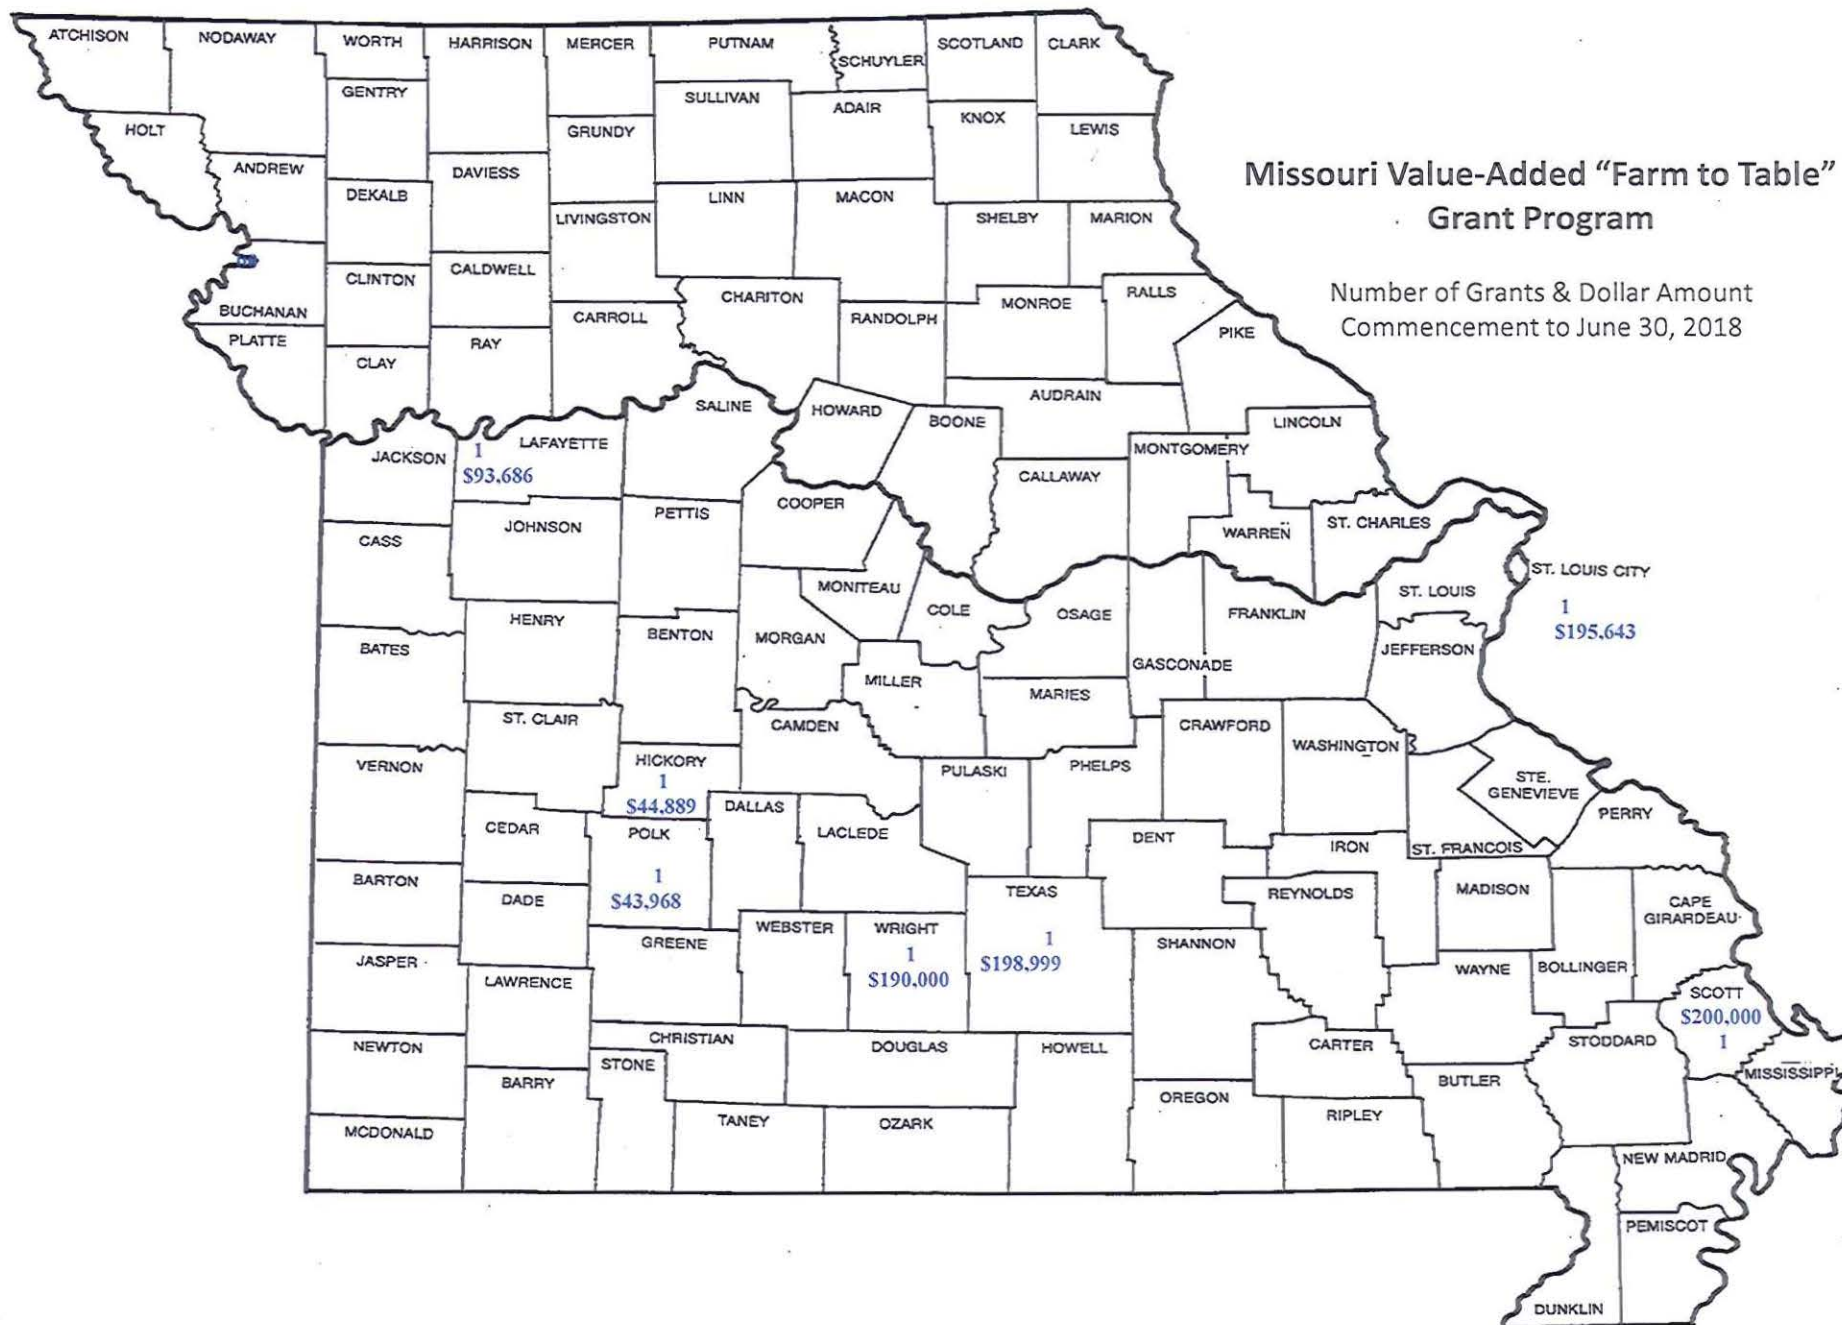 ATCHISON
NODAWAY
WORTH
HARRISON
MERCER
PUTNAM
SCHUYLER
SCOTLAND
CLARK
GENTRY
SULLIVAN
ADAIR
HOLT
GRUNDY
KNOX
LEWIS
ANDREW
DAVIESS
DEKALB
LINN
MACON
LIVINGSTON
SHELBY
MARION
Missouri Value-Added “Farm to Table”
Grant Program
Number of Grants & Dollar Amount
Commencement to June 30, 2018
CLINTON
CALDWELL
BUCHANAN
CHARITON
CARROLL
RANDOLPH
MONROE
RALLS
PIKE
PLATTE
CLAY
RAY
SALINE
HOWARD
AUDRAIN
BOONE
LINCOLN
JACKSON
LAFAYETTE
1
$93,686
MONTGOMERY
CALLAWAY
COOPER
PETTIS
JOHNSON
CASS
WARREN
ST. CHARLES
ST. LOUIS CITY
1
$195,643
MONITEAU
COLE
OSAGE
FRANKLIN
ST. LOUIS
HENRY
BENTON
MORGAN
BATES
GASCONADE
JEFFERSON
MILLER
MARIES
ST. CLAIR
CAMDEN
CRAWFORD
WASHINGTON
VERNON
HICKORY
1
$44,889
PULASKI
PHELPS
STE.
GENEVIEVE
DALLAS
PERRY
CEDAR
POLK
1
$43,968
LACLEDE
DENT
IRON
ST. FRANCOIS
BARTON
DADE
TEXAS
1
$198,999
REYNOLDS
MADISON
CAPE
GIRARDEAU
WEBSTER
WRIGHT
1
$190,000
GREENE
SHANNON
JASPER
LAWRENCE
WAYNE
BOLLINGER
SCOTT
$200,000
1
NEWTON
CHRISTIAN
DOUGLAS
HOWELL
CARTER
STODDARD
STONE
BARRY
BUTLER
MISSISSIPPI
OREGON
RIPLEY
MCDONALD
TANEY
OZARK
NEW MADRID
PEMISCOT
DUNKLIN